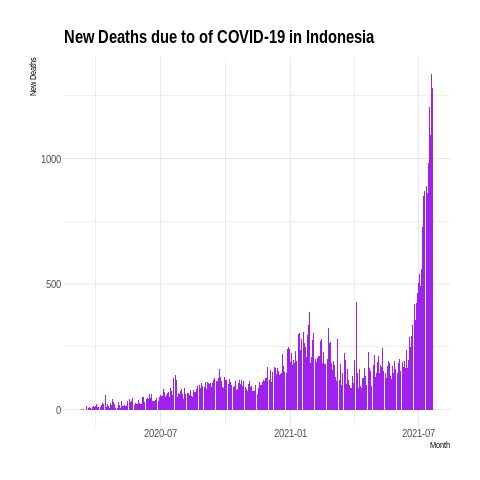 New Deaths due to of COVID-19 in Indonesia
New Deaths
1000
500
0
2020-07 2021-01 2021-07
Month